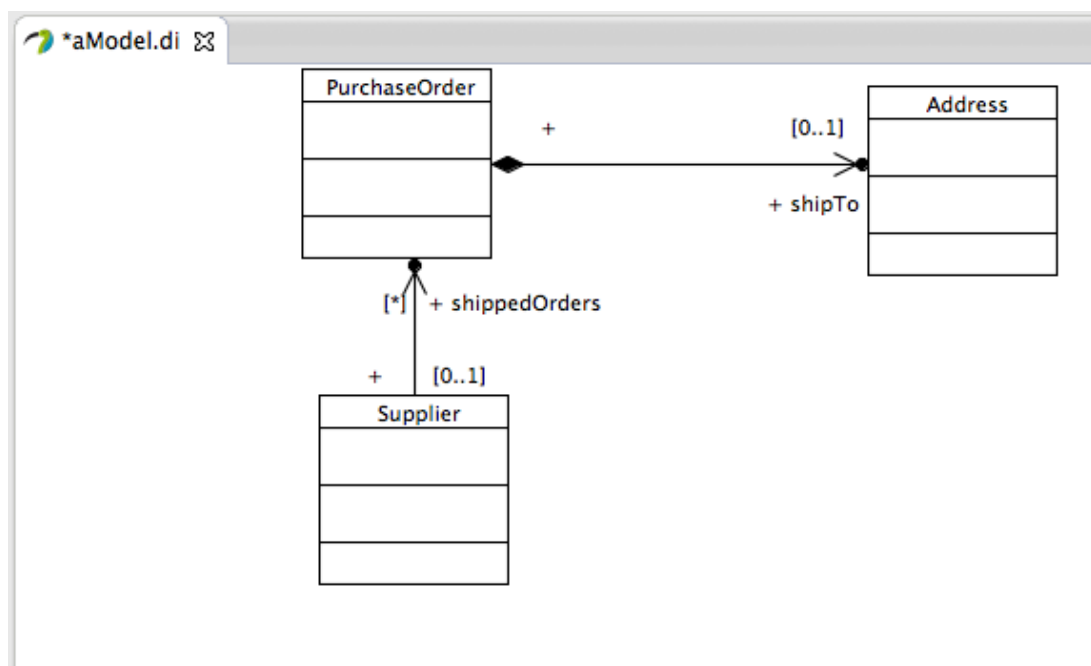 *aModel.di
PurchaseOrder
Address
+
[0..1]
+ shipTo
[*]
+ shippedOrders
+
[0..1]
Supplier